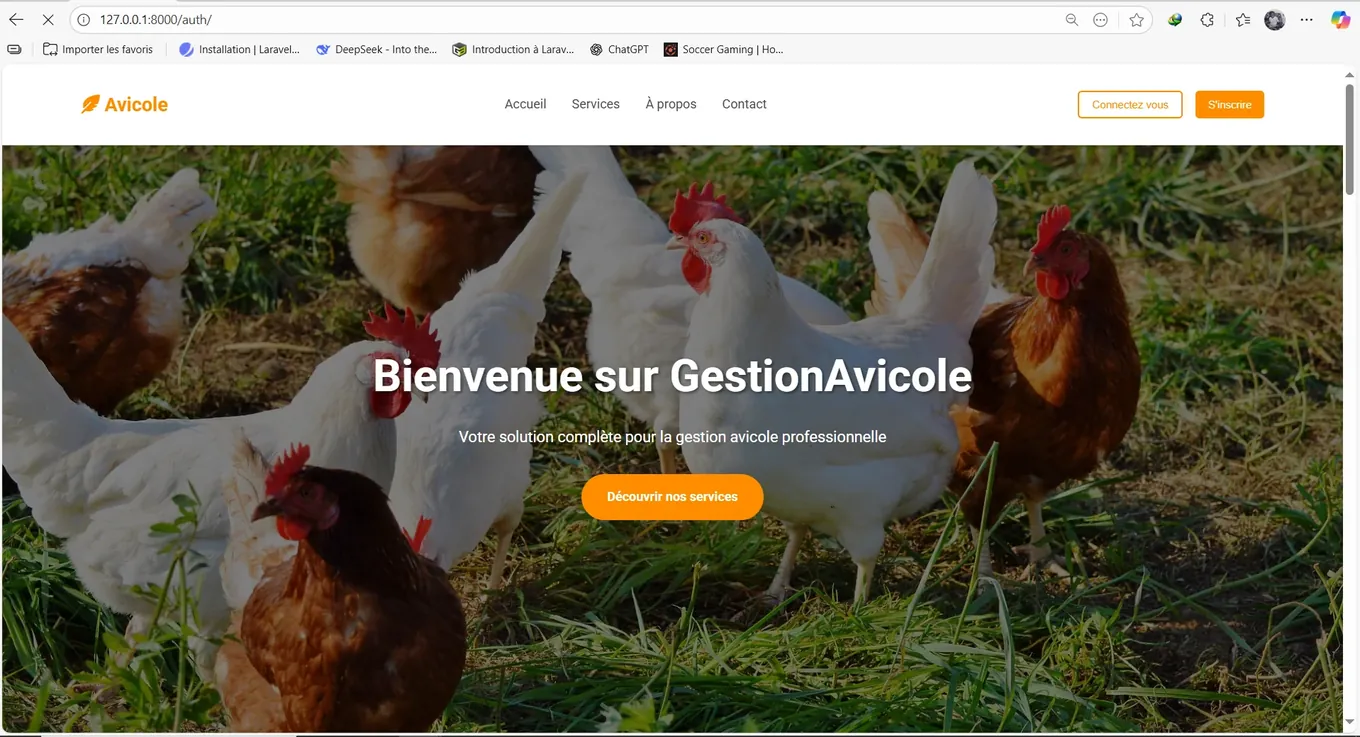 127.0.0.1:8000/auth/
Importer les favoris Installation | Laravel... DeepSeek - Into the... Introduction à Larav... ChatGPT Soccer Gaming | Ho...
Avicole Accueil Services À propos Contact Connectez vous S'inscrire
Bienvenue sur GestionAvicole
Votre solution complète pour la gestion avicole professionnelle
Découvrir nos services